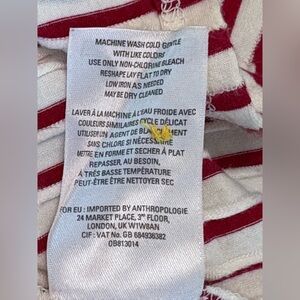 MACHINE WASH COLD GENTLE
WITH LIKE COLORS
USE ONLY NON-CHLORINE BLEACH
RESHAPE LAY FLAT TO DRY
LOW IRON AS NEEDED
MAY BE DRY CLEANED
LAVER À LA MACHINE À L'EAU FROIDE AVEC
COULEURS SIMILAIRES CYCLE DÉLICAT
UTILISER UN AGENT DE
SANS CHLORE SI NÉCESSAIRE
METTRE EN FORME ET SÉCHER À PLAT
REPASSER, AU BESOIN,
À TRÈS BASSE TEMPÉRATURE
PEUT-ÊTRE ÊTRE NETTOYER SEC
FOR EU : IMPORTED BY ANTHROPOLOGIE
24 MARKET PLACE, 3RD FLOOR,
LONDON, UK W1W8AN
CIF : VAT No. GB 684936382
OB813014